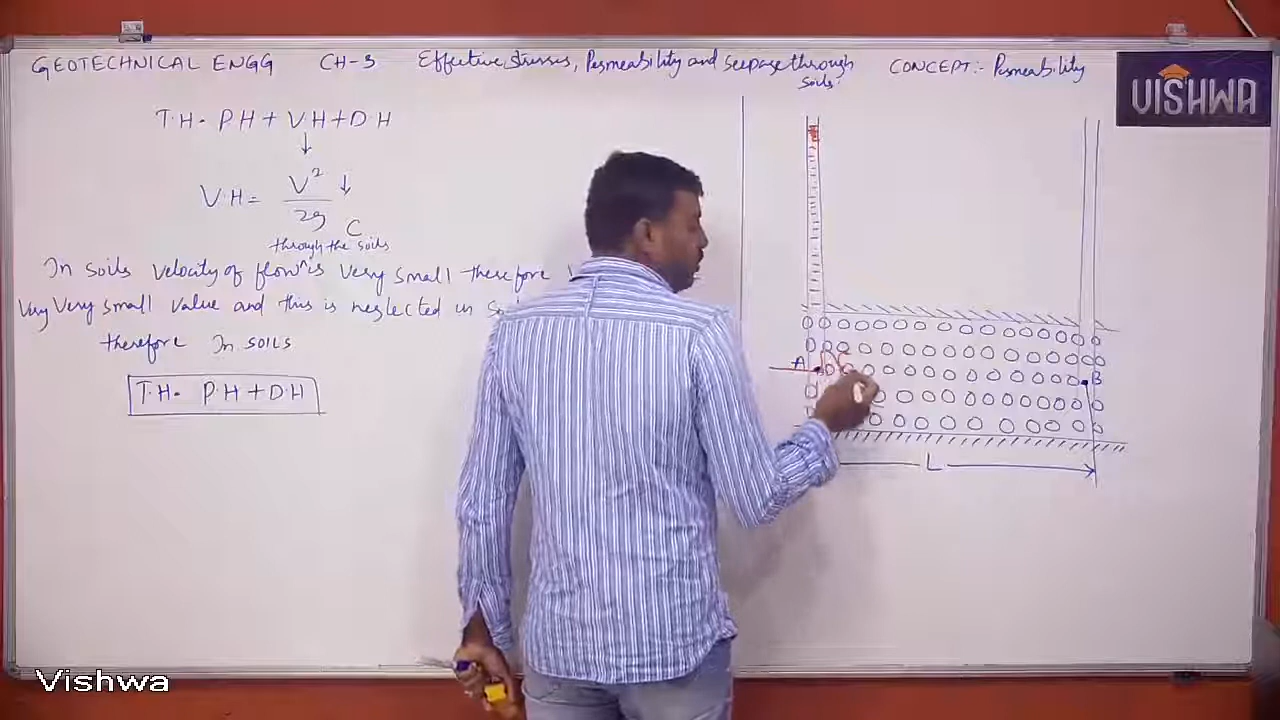 GEOTECHNICAL ENGG CH-3 Effective stresses, Permeability and seepage through soils. CONCEPT:- Permeability
VISHWA
T.H = P.H + V.H + D.H
V.H = V² / 2g
through the soils
In soils velocity of flow^is very small therefore
very very small value and this is neglected in
therefore In soils
T.H = P.H + D.H
A
B
L
Vishwa